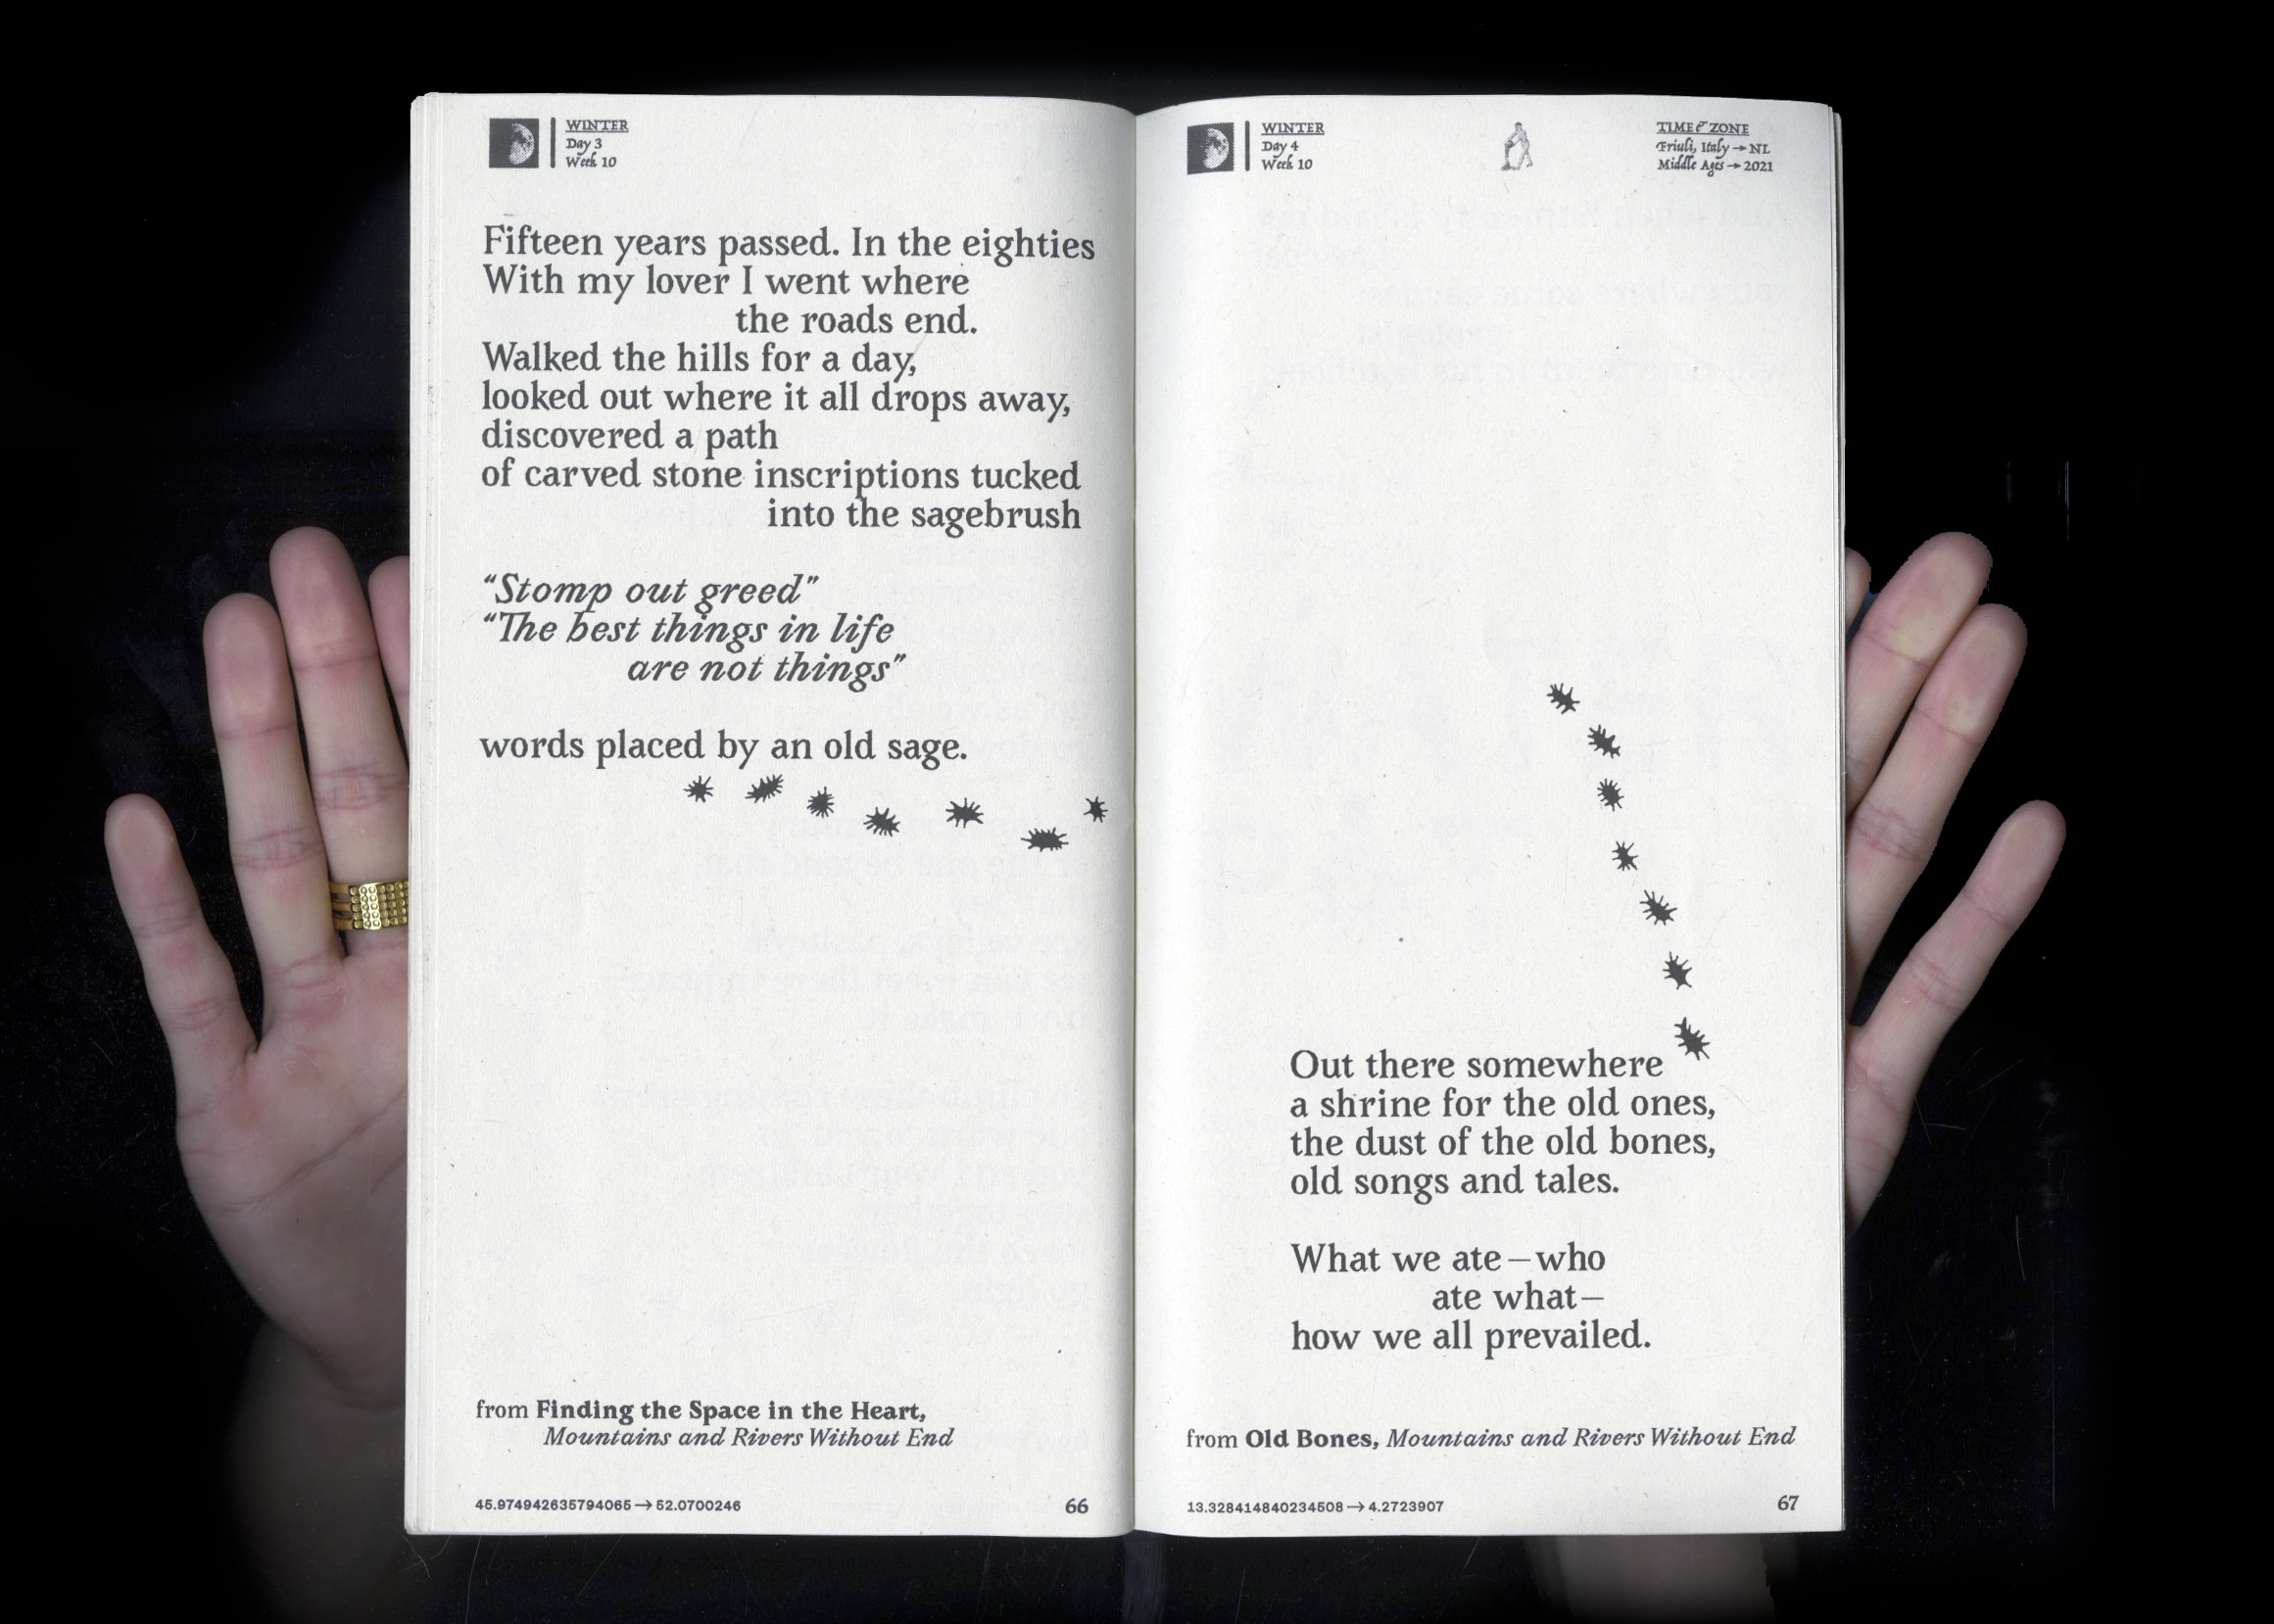 WINTER
Day 3
Week 10
Fifteen years passed. In the eighties
With my lover I went where
the roads end.
Walked the hills for a day,
looked out where it all drops away,
discovered a path
of carved stone inscriptions tucked
into the sagebrush
“Stomp out greed”
“The best things in life
are not things”
words placed by an old sage.
from Finding the Space in the Heart,
Mountains and Rivers Without End
45.974942635794065→52.0700246
66
WINTER
Day 4
Week 10
TIME & ZONE
Friuli, Italy → NL
Middle Ages → 2021
Out there somewhere
a shrine for the old ones,
the dust of the old bones,
old songs and tales.
What we ate—who
ate what—
how we all prevailed.
from Old Bones, Mountains and Rivers Without End
13.328414840234508→4.2723907
67